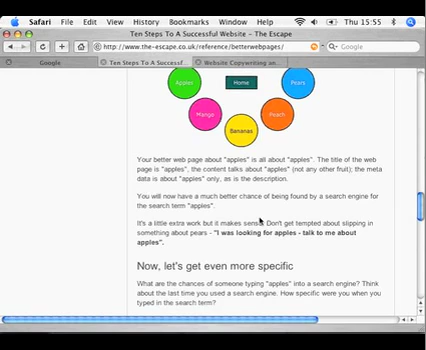 Safari File Edit View History Bookmarks Window Help Thu 15:55
Ten Steps To A Successful Website – The Escape
http://www.the-escape.co.uk/reference/betterwebpages/ Google
Google Ten Steps To A Successf... Website Copywriting an...
Apples Home Pears
Mango Peach
Bananas
Your better web page about "apples" is all about "apples". The title of the web
page is "apples", the content talks about "apples" (not any other fruit); the meta
data is about "apples" only, as is the description.
You will now have a much better chance of being found by a search engine for
the search term "apples".
It's a little extra work but it makes sense. Don't get tempted about slipping in
something about pears - "I was looking for apples - talk to me about
apples".
Now, let's get even more specific
What are the chances of someone typing "apples" into a search engine? Think
about the last time you used a search engine. How specific were you when you
typed in the search term?